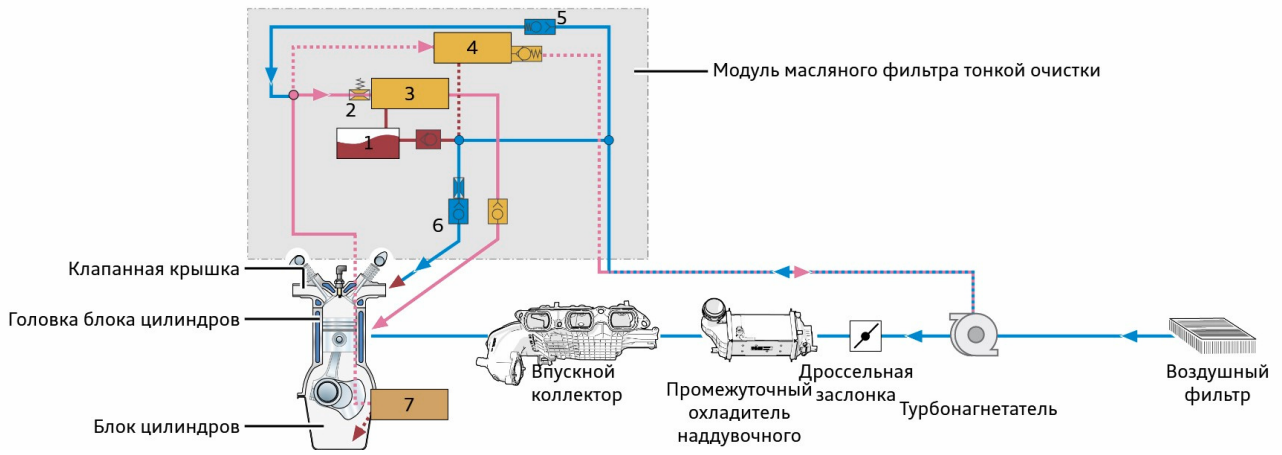 5
4
Модуль масляного фильтра тонкой очистки
3
2
1
6
Клапанная крышка
Головка блока цилиндров
Впускной
коллектор
Промежуточный
охладитель
наддувочного
Дроссельная
заслонка
Турбонагнетатель
Воздушный
фильтр
7
Блок цилиндров